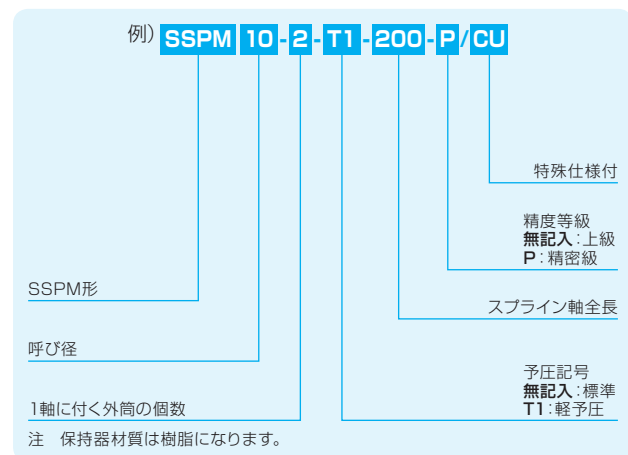 例) SSPM 10-2-T1-200-P/CU
特殊仕様付
精度等級
無記入:上級
P:精密級
SSPM形
スプライン軸全長
呼び径
予圧記号
無記入:標準
T1:軽予圧
1軸に付く外筒の個数
注 保持器材質は樹脂になります。